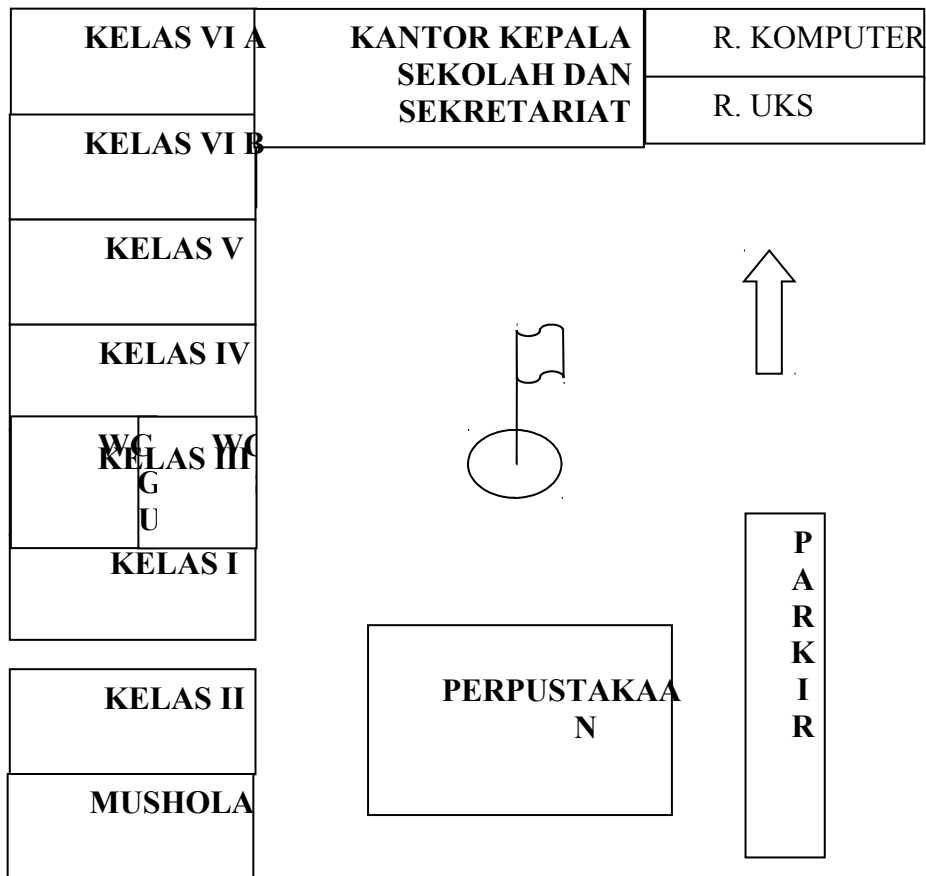 KELAS VI A
KANTOR KEPALA
SEKOLAH DAN
SEKRETARIAT
R. KOMPUTER
R. UKS
KELAS VI B
KELAS V
KELAS IV
WC
G
U
KELAS III
KELAS I
KELAS II
MUSHOLA
PERPUSTAKAA
N
P
A
R
K
I
R